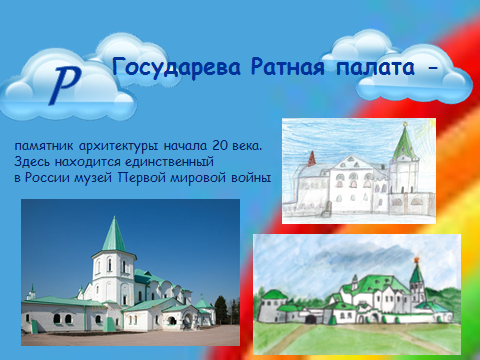 Р
Государева Ратная палата -
памятник архитектуры начала 20 века.
Здесь находится единственный
в России музей Первой мировой войны